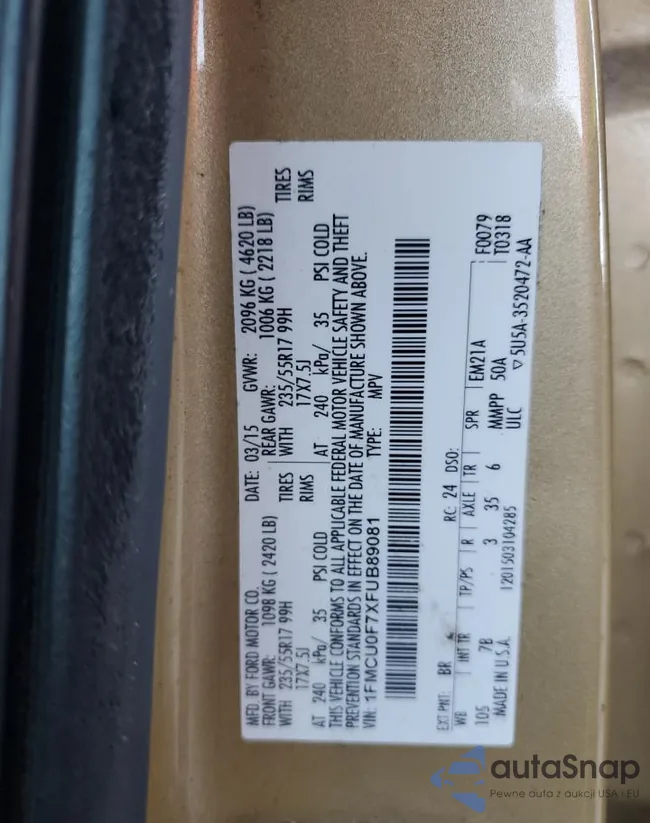 MFD. BY FORD MOTOR CO. DATE: 03/15 GVWR: 2096 KG ( 4620 LB)
FRONT GAWR: 1098 KG ( 2420 LB) REAR GAWR: 1006 KG ( 2218 LB)
WITH 235/55R17 99H TIRES WITH 235/55R17 99H TIRES
17X7.5J RIMS 17X7.5J RIMS
AT 240 kPa/ 35 PSI COLD AT 240 kPa/ 35 PSI COLD
THIS VEHICLE CONFORMS TO ALL APPLICABLE FEDERAL MOTOR VEHICLE SAFETY AND THEFT
PREVENTION STANDARDS IN EFFECT ON THE DATE OF MANUFACTURE SHOWN ABOVE.
VIN: 1FMCU0F7XFUB89081 TYPE: MPV
F0079
T0318
EXT PNT: BR RC: 24 DSO:
WB INT TR TP/PS R AXLE TR SPR EM21A
105 7B 3 35 6 MMPP 50A
ULC
MADE IN U.S.A. 1201503104285 ▽5U5A-3520472-AA
autaSnap
Pewne auta z aukcji USA i EU